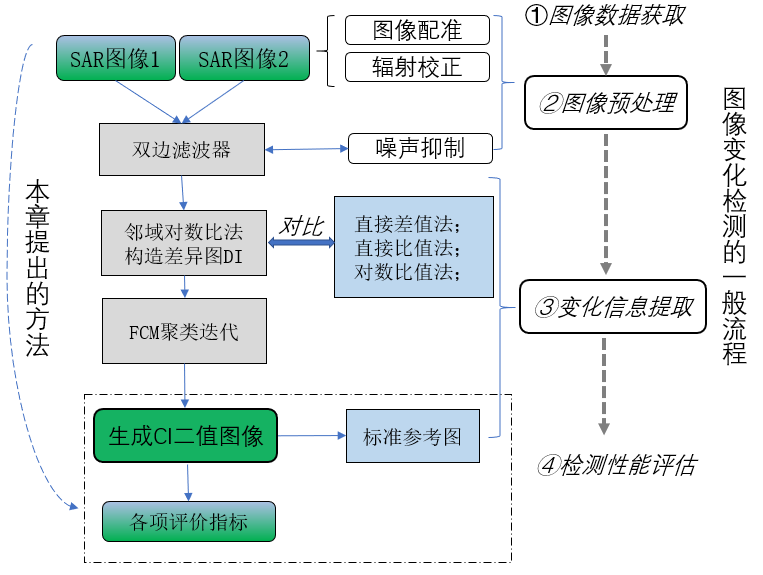 ①图像数据获取
图像配准
SAR图像1
SAR图像2
辐射校正
②图像预处理
双边滤波器
噪声抑制
图像变化检测的一般流程
本章提出的方法
邻域对数比法
构造差异图DI
对比
直接差值法;
直接比值法;
对数比值法;
③变化信息提取
FCM聚类迭代
生成CI二值图像
标准参考图
④检测性能评估
各项评价指标